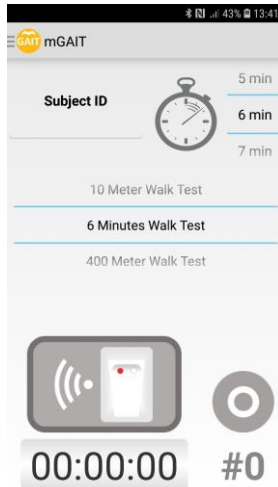 43% 13:41
GAIT mGAIT
5 min
Subject ID
6 min
7 min
10 Meter Walk Test
6 Minutes Walk Test
400 Meter Walk Test
00:00:00 #0